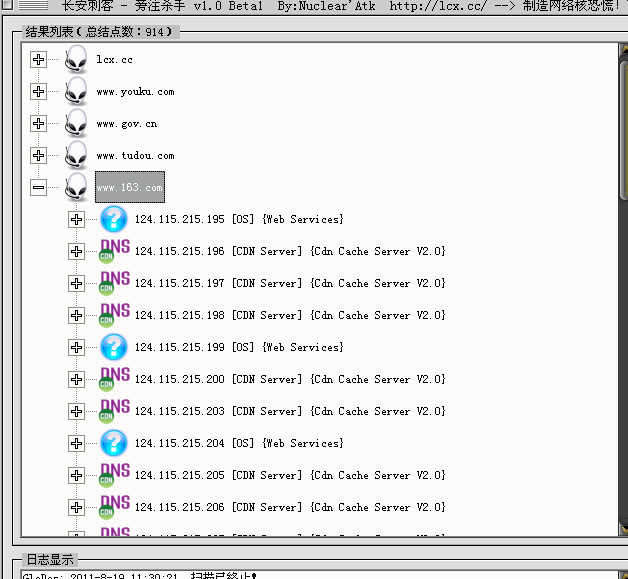 长安刺客 - 旁注杀手 v1.0 Beta1 By:Nuclear'Atk http://lcx.cc/ --> 制造网络核恐慌!
结果列表(总结点数:914)
lcx.cc
www.youku.com
www.gov.cn
www.tudou.com
www.163.com
124.115.215.195 [OS] {Web Services}
DNS CDN 124.115.215.196 [CDN Server] {Cdn Cache Server V2.0}
DNS CDN 124.115.215.197 [CDN Server] {Cdn Cache Server V2.0}
DNS CDN 124.115.215.198 [CDN Server] {Cdn Cache Server V2.0}
124.115.215.199 [OS] {Web Services}
DNS CDN 124.115.215.200 [CDN Server] {Cdn Cache Server V2.0}
DNS CDN 124.115.215.203 [CDN Server] {Cdn Cache Server V2.0}
124.115.215.204 [OS] {Web Services}
DNS CDN 124.115.215.205 [CDN Server] {Cdn Cache Server V2.0}
DNS CDN 124.115.215.206 [CDN Server] {Cdn Cache Server V2.0}
日志显示
2011-8-19 11:30:21 扫描已终止!